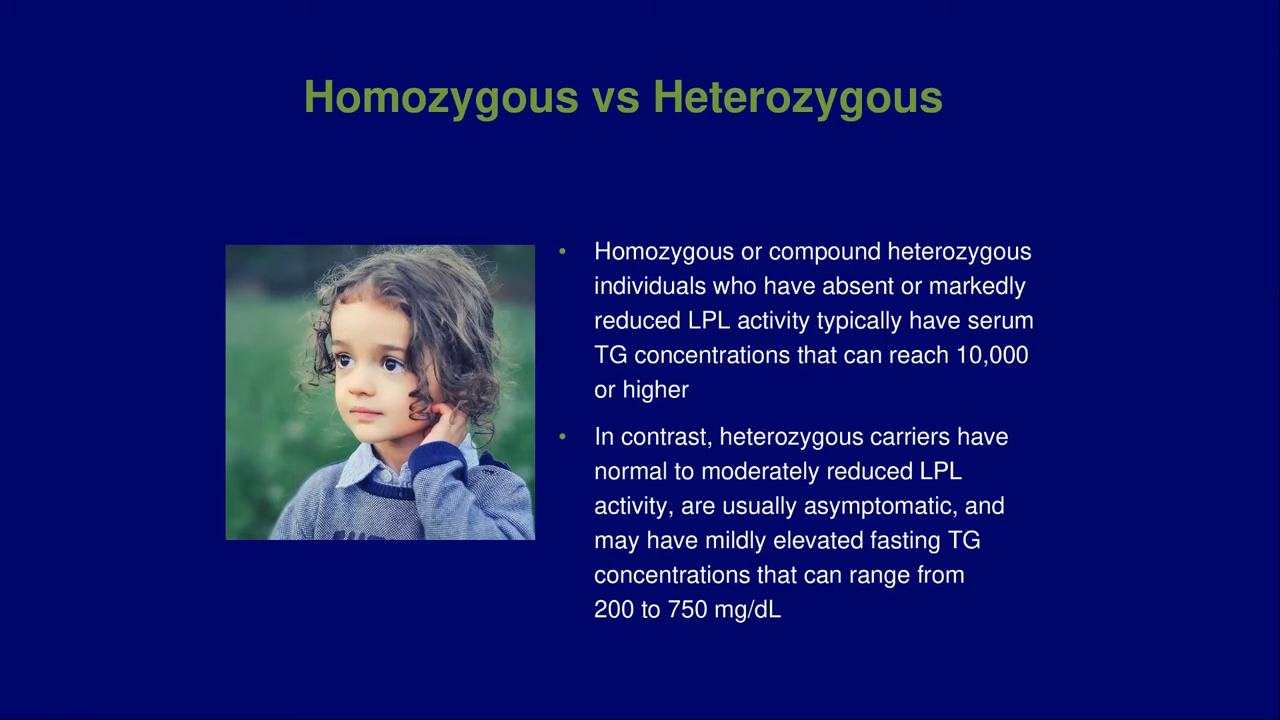 Homozygous vs Heterozygous
• Homozygous or compound heterozygous
individuals who have absent or markedly
reduced LPL activity typically have serum
TG concentrations that can reach 10,000
or higher
• In contrast, heterozygous carriers have
normal to moderately reduced LPL
activity, are usually asymptomatic, and
may have mildly elevated fasting TG
concentrations that can range from
200 to 750 mg/dL